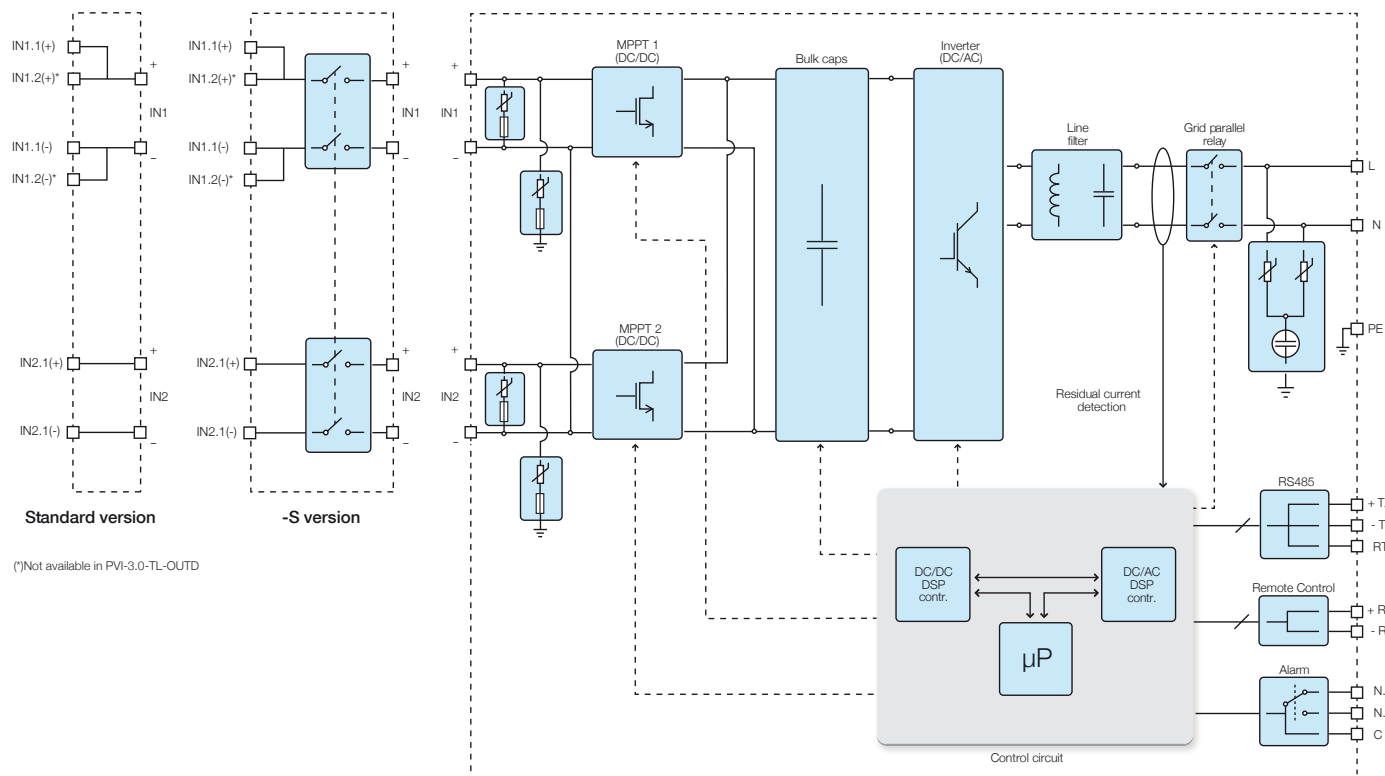 IN1.1(+)
IN1.2(+)*
IN1.1(-)
IN1.2(-)*
+
IN1
−
IN2.1(+)
IN2.1(-)
+
IN2
−
Standard version
IN1.1(+)
IN1.2(+)*
IN1.1(-)
IN1.2(-)*
+
IN1
−
IN2.1(+)
IN2.1(-)
+
IN2
−
-S version
(*)Not available in PVI-3.0-TL-OUTD
+
IN1
−
+
IN2
−
MPPT 1
(DC/DC)
MPPT 2
(DC/DC)
Bulk caps
Inverter
(DC/AC)
Line
filter
Grid parallel
relay
L
N
PE
Residual current
detection
DC/DC
DSP
contr.
DC/AC
DSP
contr.
µP
Control circuit
RS485
+ T
- T
RT
Remote Control
+ R
- R
Alarm
N.
N.
C